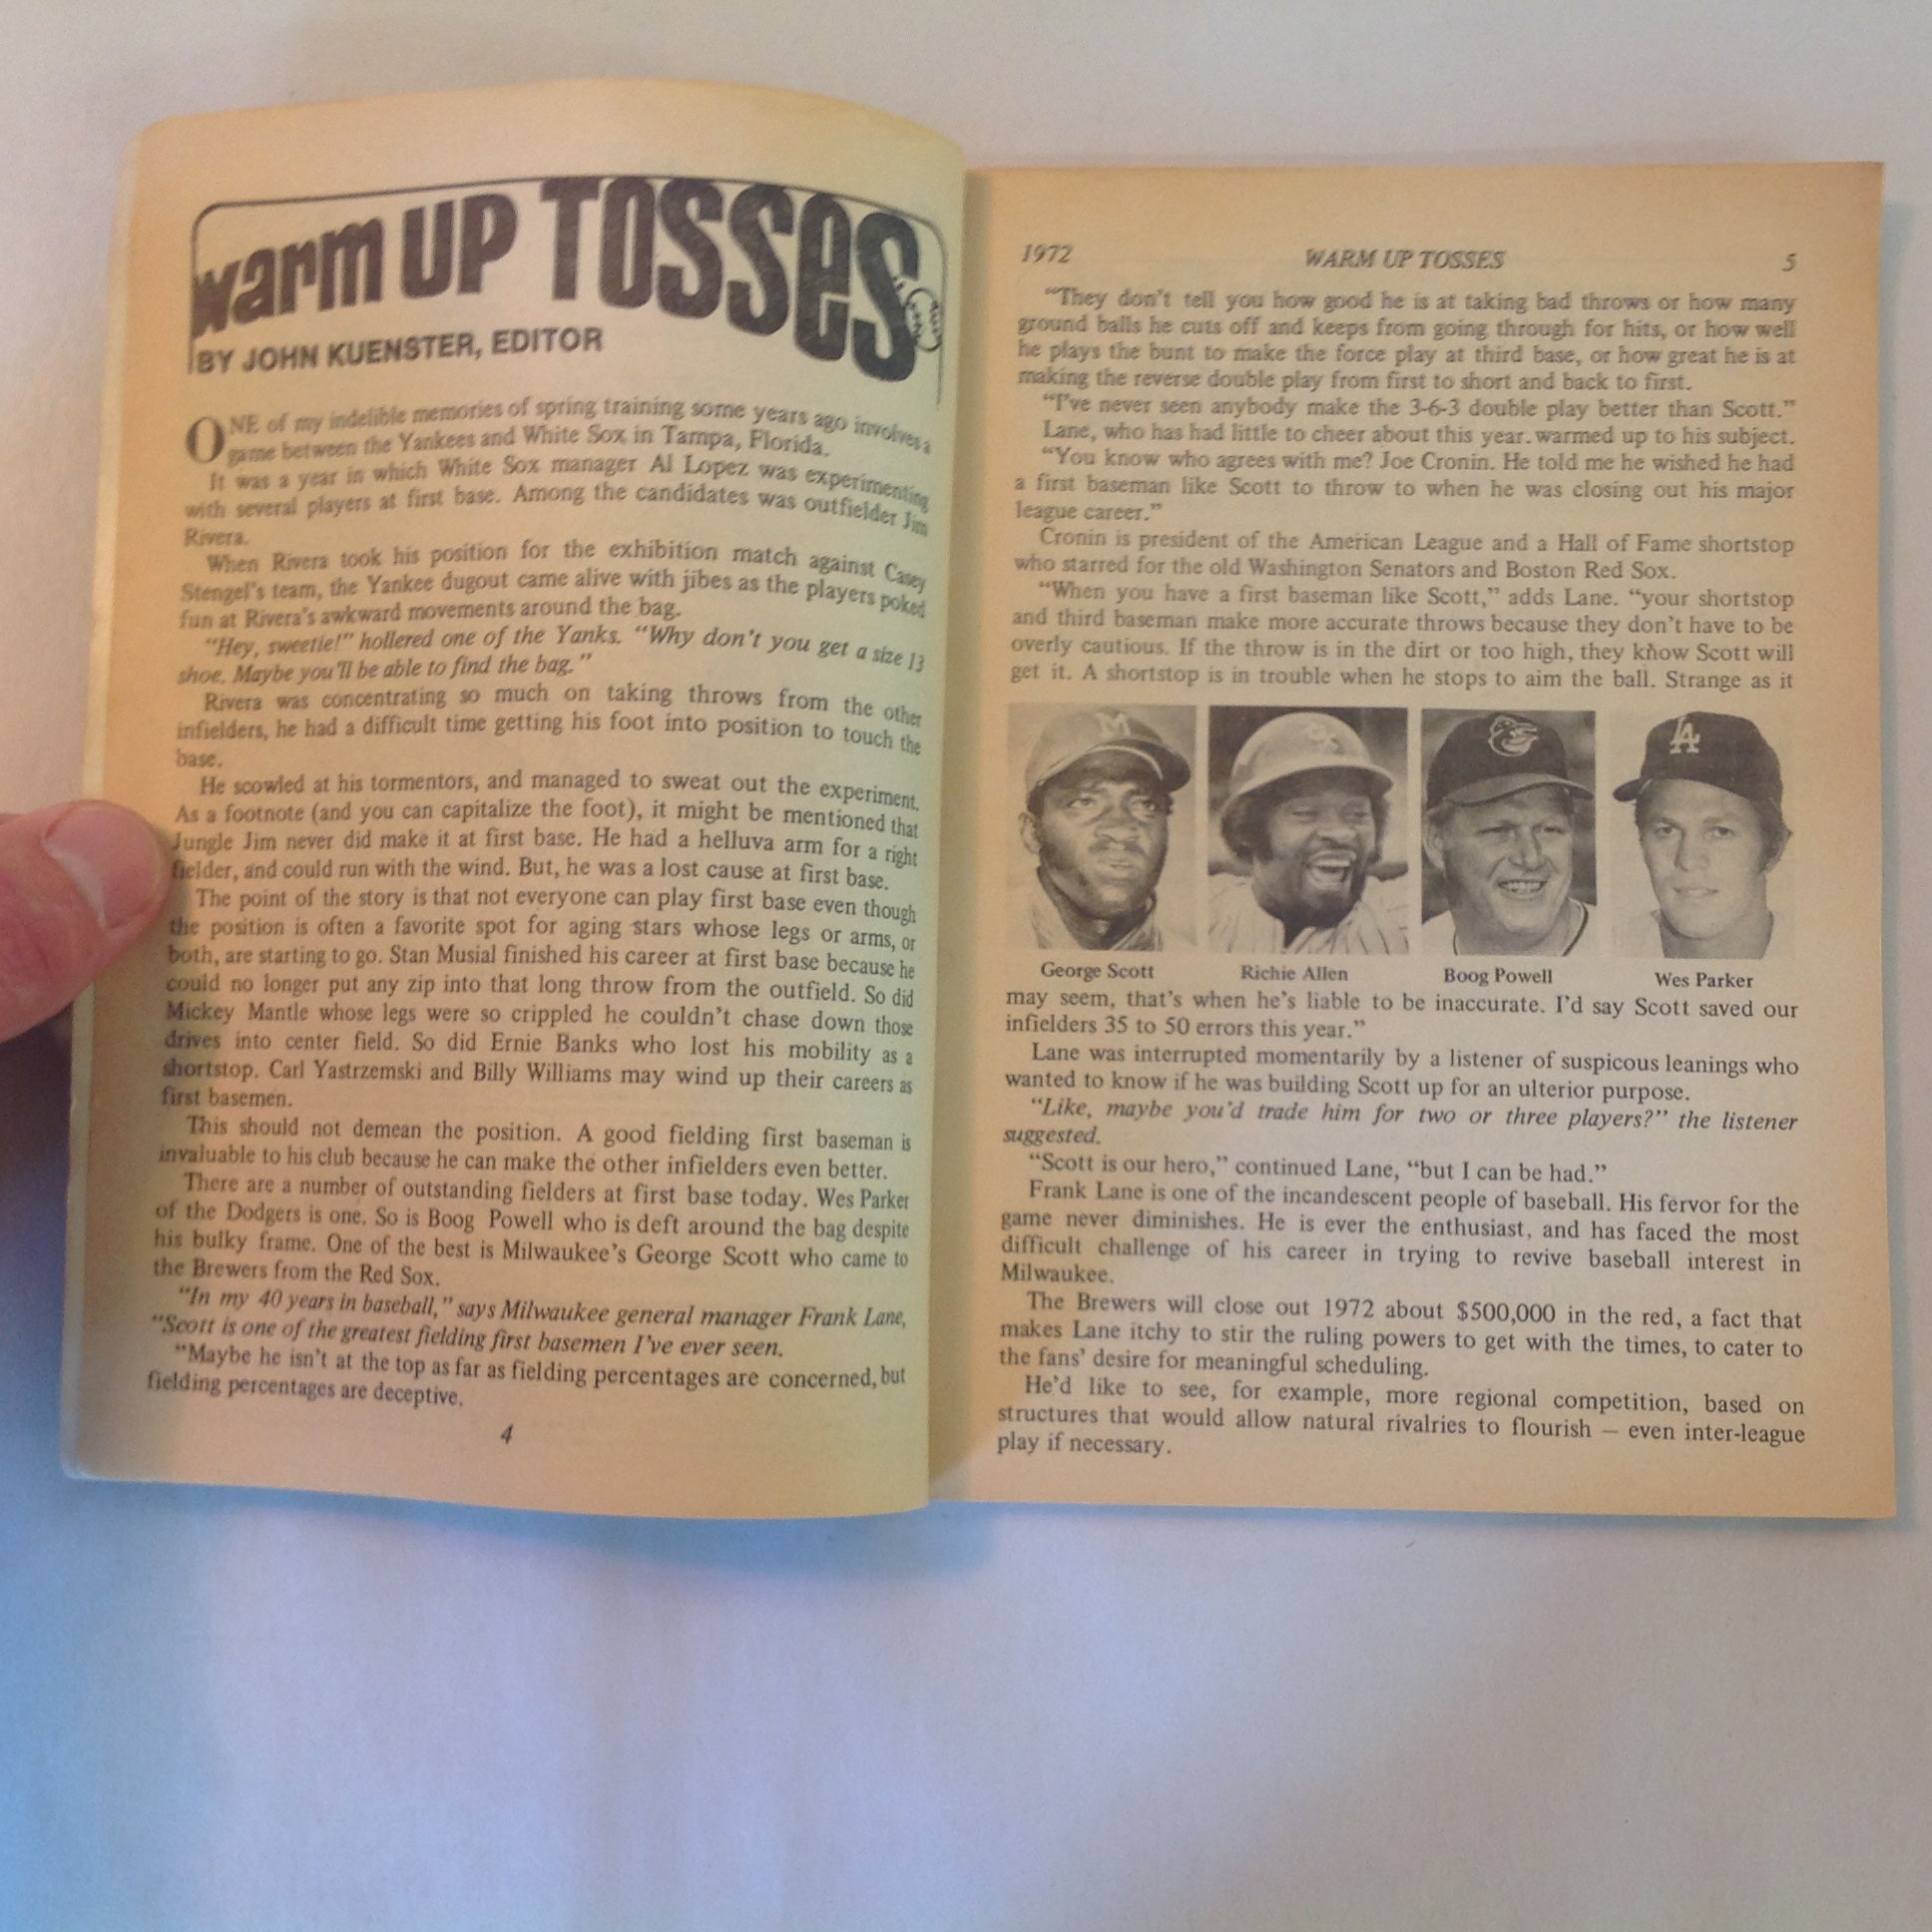 warm UP TOSSES
BY JOHN KUENSTER, EDITOR
ONE of my indelible memories of spring training some years ago involves a
game between the Yankees and White Sox in Tampa, Florida.
It was a year in which White Sox manager Al Lopez was experimenting
with several players at first base. Among the candidates was outfielder Jim
Rivera.
When Rivera took his position for the exhibition match against Casey
Stengel's team, the Yankee dugout came alive with jibes as the players poked
fun at Rivera's awkward movements around the bag.
"Hey, sweetie!" hollered one of the Yanks. "Why don't you get a size 13
shoe. Maybe you'll be able to find the bag."
Rivera was concentrating so much on taking throws from the other
infielders, he had a difficult time getting his foot into position to touch the
base.
He scowled at his tormentors, and managed to sweat out the experiment.
As a footnote (and you can capitalize the foot), it might be mentioned that
Jungle Jim never did make it at first base. He had a helluva arm for a right
fielder, and could run with the wind. But, he was a lost cause at first base.
The point of the story is that not everyone can play first base even though
the position is often a favorite spot for aging stars whose legs or arms, or
both, are starting to go. Stan Musial finished his career at first base because he
could no longer put any zip into that long throw from the outfield. So did
Mickey Mantle whose legs were so crippled he couldn't chase down those
drives into center field. So did Ernie Banks who lost his mobility as a
shortstop. Carl Yastrzemski and Billy Williams may wind up their careers as
first basemen.
This should not demean the position. A good fielding first baseman is
invaluable to his club because he can make the other infielders even better.
There are a number of outstanding fielders at first base today. Wes Parker
of the Dodgers is one. So is Boog Powell who is deft around the bag despite
his bulky frame. One of the best is Milwaukee's George Scott who came to
the Brewers from the Red Sox.
"In my 40 years in baseball," says Milwaukee general manager Frank Lane,
"Scott is one of the greatest fielding first basemen I've ever seen.
"Maybe he isn't at the top as far as fielding percentages are concerned, but
fielding percentages are deceptive.
4
1972 WARM UP TOSSES 5
"They don't tell you how good he is at taking bad throws or how many
ground balls he cuts off and keeps from going through for hits, or how well
he plays the bunt to make the force play at third base, or how great he is at
making the reverse double play from first to short and back to first.
"I've never seen anybody make the 3-6-3 double play better than Scott."
Lane, who has had little to cheer about this year. warmed up to his subject.
"You know who agrees with me? Joe Cronin. He told me he wished he had
a first baseman like Scott to throw to when he was closing out his major
league career."
Cronin is president of the American League and a Hall of Fame shortstop
who starred for the old Washington Senators and Boston Red Sox.
"When you have a first baseman like Scott," adds Lane. "your shortstop
and third baseman make more accurate throws because they don't have to be
overly cautious. If the throw is in the dirt or too high, they know Scott will
get it. A shortstop is in trouble when he stops to aim the ball. Strange as it
M
LA
George Scott Richie Allen Boog Powell Wes Parker
may seem, that's when he's liable to be inaccurate. I'd say Scott saved our
infielders 35 to 50 errors this year."
Lane was interrupted momentarily by a listener of suspicous leanings who
wanted to know if he was building Scott up for an ulterior purpose.
"Like, maybe you'd trade him for two or three players?" the listener
suggested.
"Scott is our hero," continued Lane, "but I can be had."
Frank Lane is one of the incandescent people of baseball. His fervor for the
game never diminishes. He is ever the enthusiast, and has faced the most
difficult challenge of his career in trying to revive baseball interest in
Milwaukee.
The Brewers will close out 1972 about $500,000 in the red, a fact that
makes Lane itchy to stir the ruling powers to get with the times, to cater to
the fans' desire for meaningful scheduling.
He'd like to see, for example, more regional competition, based on
structures that would allow natural rivalries to flourish — even inter-league
play if necessary.